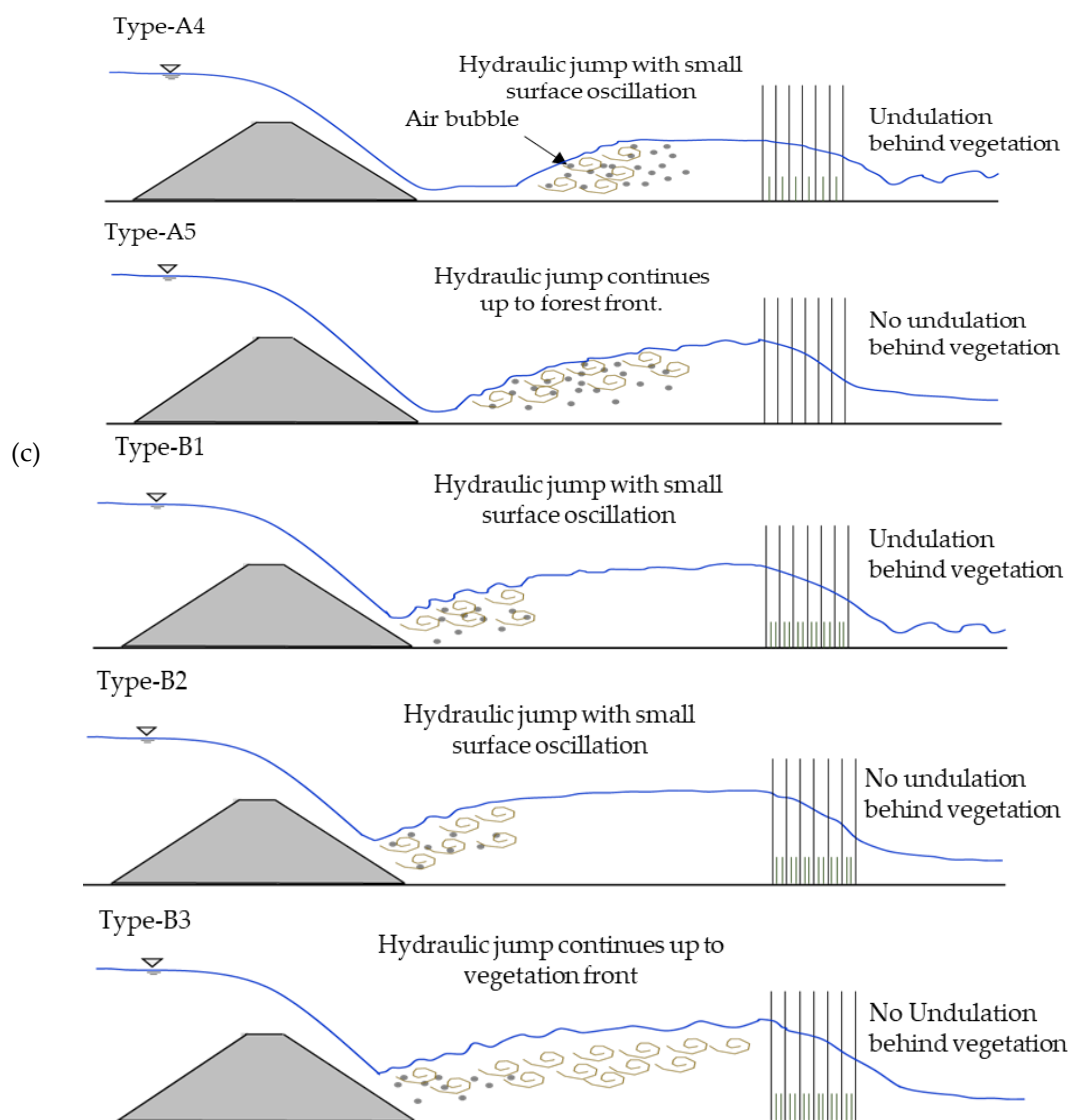 Type-A4
Hydraulic jump with small
surface oscillation
Air bubble
Undulation
behind vegetation
Type-A5
Hydraulic jump continues
up to forest front.
No undulation
behind vegetation
(c)
Type-B1
Hydraulic jump with small
surface oscillation
Undulation
behind vegetation
Type-B2
Hydraulic jump with small
surface oscillation
No undulation
behind vegetation
Type-B3
Hydraulic jump continues up to
vegetation front
No Undulation
behind vegetation